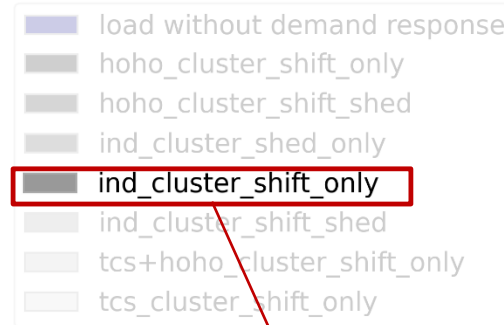 load without demand response
hoho_cluster_shift_only
hoho_cluster_shift_shed
ind_cluster_shed_only
ind_cluster_shift_only
ind_cluster_shift_shed
tcs+hoho_cluster_shift_only
tcs_cluster_shift_only